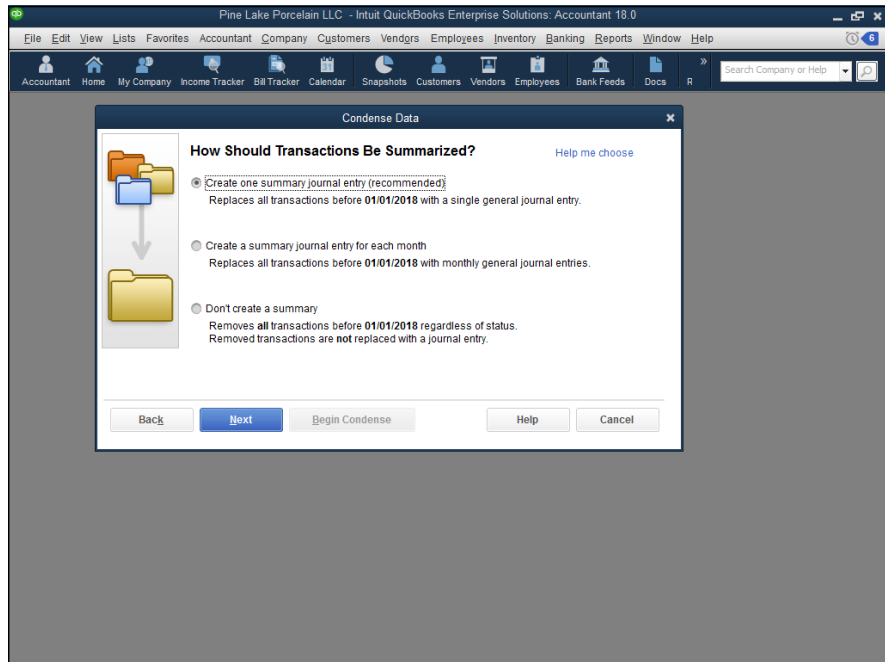 qb
Pine Lake Porcelain LLC - Intuit QuickBooks Enterprise Solutions: Accountant 18.0
File Edit View Lists Favorites Accountant Company Customers Vendors Employees Inventory Banking Reports Window Help 6
Accountant Home My Company Income Tracker Bill Tracker 31 Calendar Snapshots Customers Vendors Employees Bank Feeds Docs R » Search Company or Help
Condense Data
How Should Transactions Be Summarized? Help me choose
Create one summary journal entry (recommended)
Replaces all transactions before 01/01/2018 with a single general journal entry.
Create a summary journal entry for each month
Replaces all transactions before 01/01/2018 with monthly general journal entries.
Don't create a summary
Removes all transactions before 01/01/2018 regardless of status.
Removed transactions are not replaced with a journal entry.
Back Next Begin Condense Help Cancel